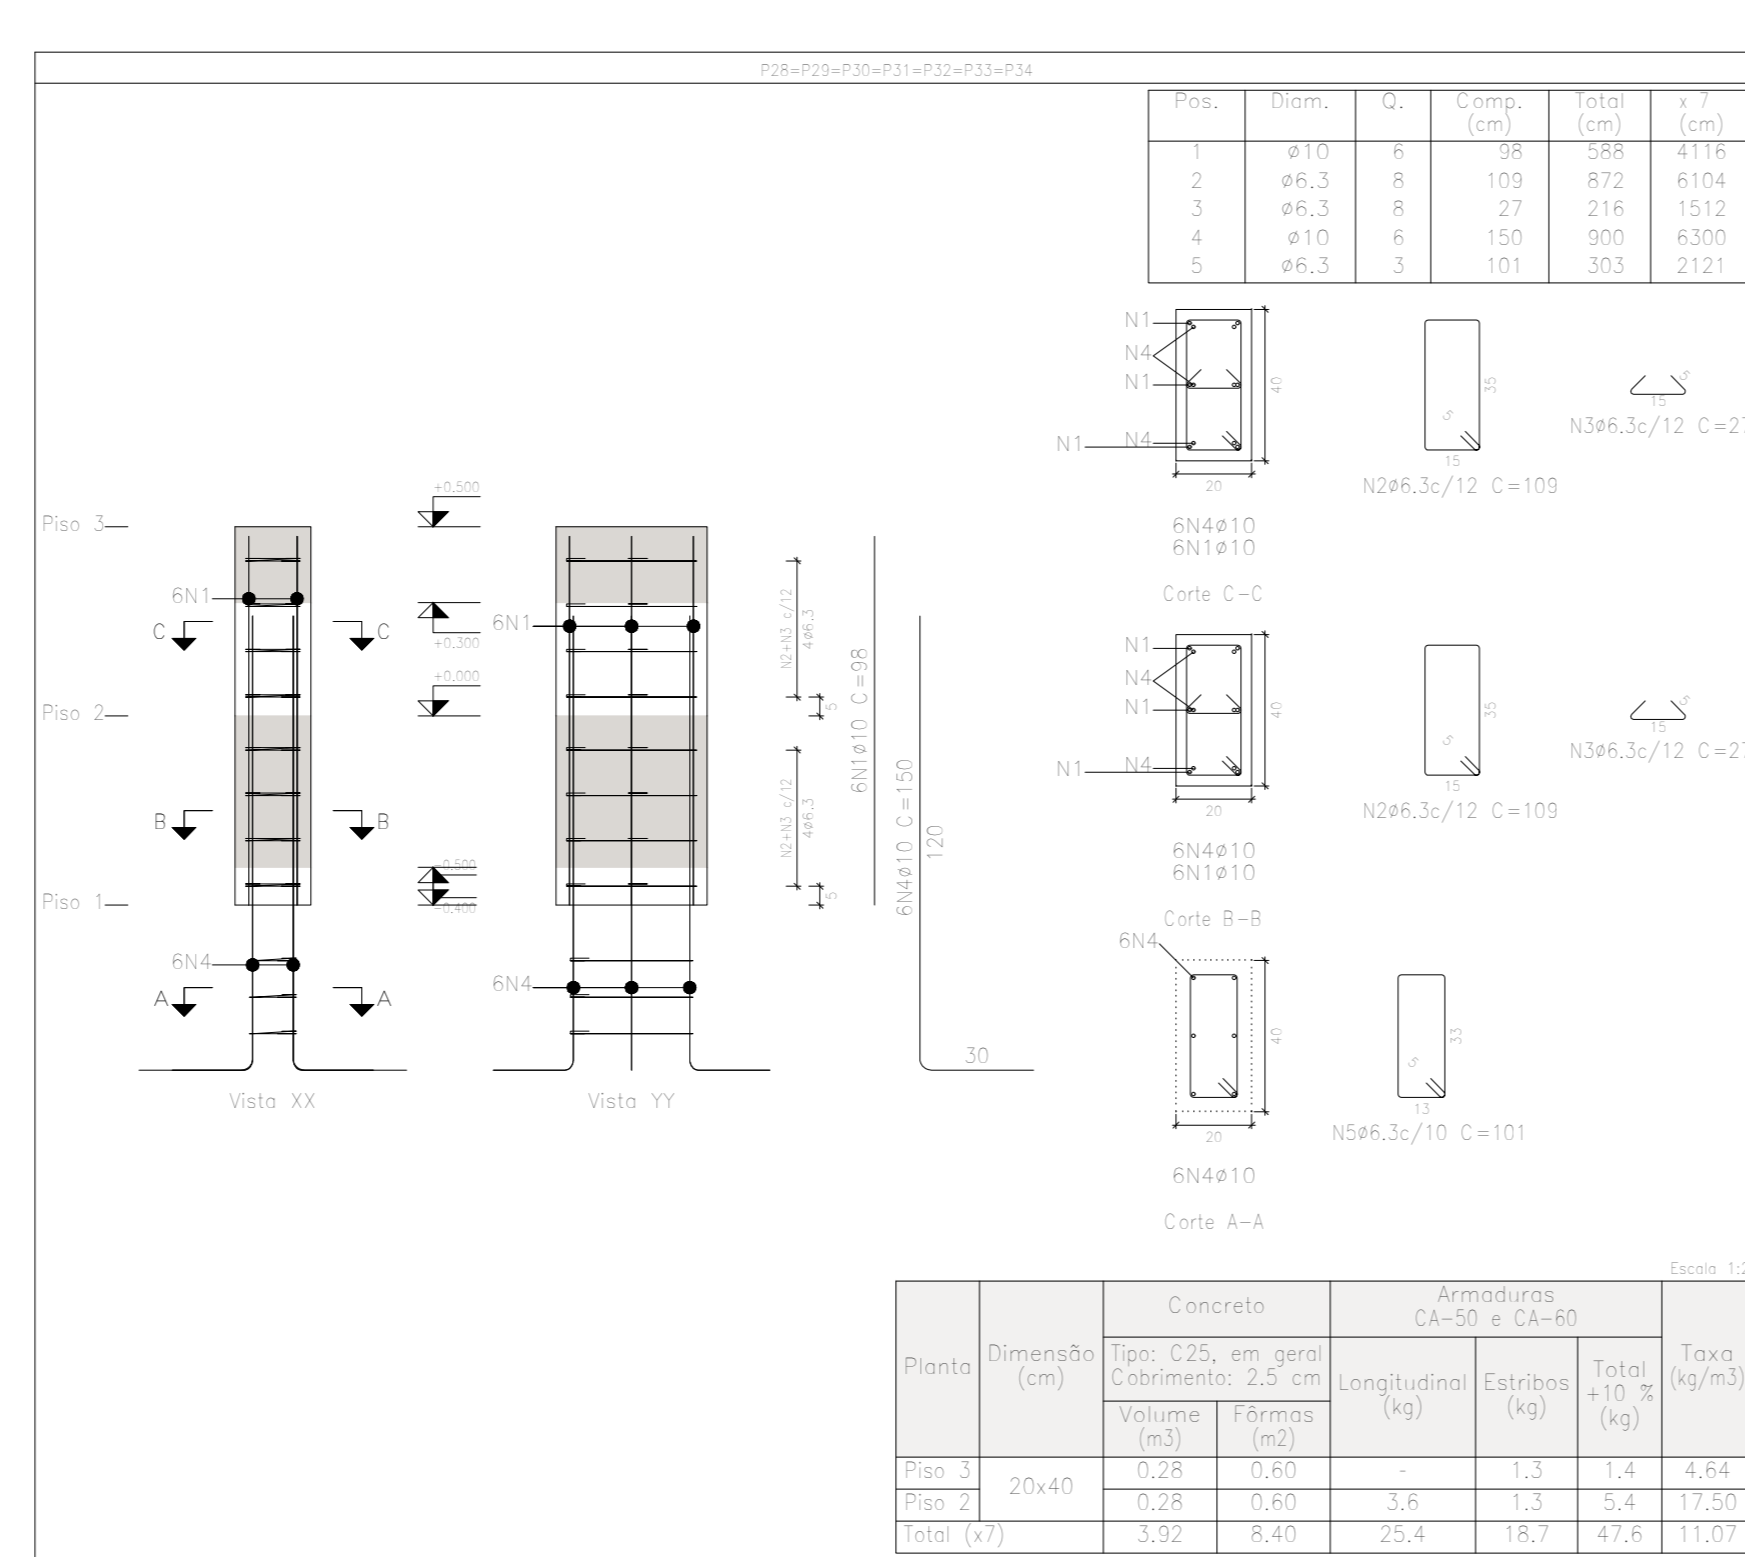 P28=P29=P30=P31=P32=P33=P34
Pos. Diam. Q. Comp. (cm) Total (cm) x 7 (cm)
1 ø10 6 98 588 4116
2 ø6.3 8 109 872 6104
3 ø6.3 8 27 216 1512
4 ø10 6 150 900 6300
5 ø6.3 3 101 303 2121
N1
N4
N1
N1 N4
40
20
6N4ø10
6N1ø10
Corte C-C
35
5
15
N2ø6.3c/12 C=109
5
15
N3ø6.3c/12 C=27
Piso 3
+0.500
6N1
C C
+0.300
+0.000
Piso 2
B B
-0.500
Piso 1
-0.400
6N4
A A
Vista XX
6N1
6N4
Vista YY
N2+N3 c/12
4ø6.3
5
N2+N3 c/12
4ø6.3
5
6N1ø10 C=98
6N4ø10 C=150
120
30
N1
N4
N1
N1 N4
40
20
6N4ø10
6N1ø10
Corte B-B
35
5
15
N2ø6.3c/12 C=109
5
15
N3ø6.3c/12 C=27
6N4
40
20
6N4ø10
Corte A-A
33
5
13
N5ø6.3c/10 C=101
Escala 1:2
Planta
Dimensão
(cm)
Concreto
Tipo: C25, em geral
Cobrimento: 2.5 cm
Volume
(m3)
Fôrmas
(m2)
Armaduras
CA-50 e CA-60
Longitudinal
(kg)
Estribos
(kg)
Total
+10 %
(kg)
Taxa
(kg/m3)
Piso 3 20x40 0.28 0.60 - 1.3 1.4 4.64
Piso 2 0.28 0.60 3.6 1.3 5.4 17.50
Total (x7) 3.92 8.40 25.4 18.7 47.6 11.07